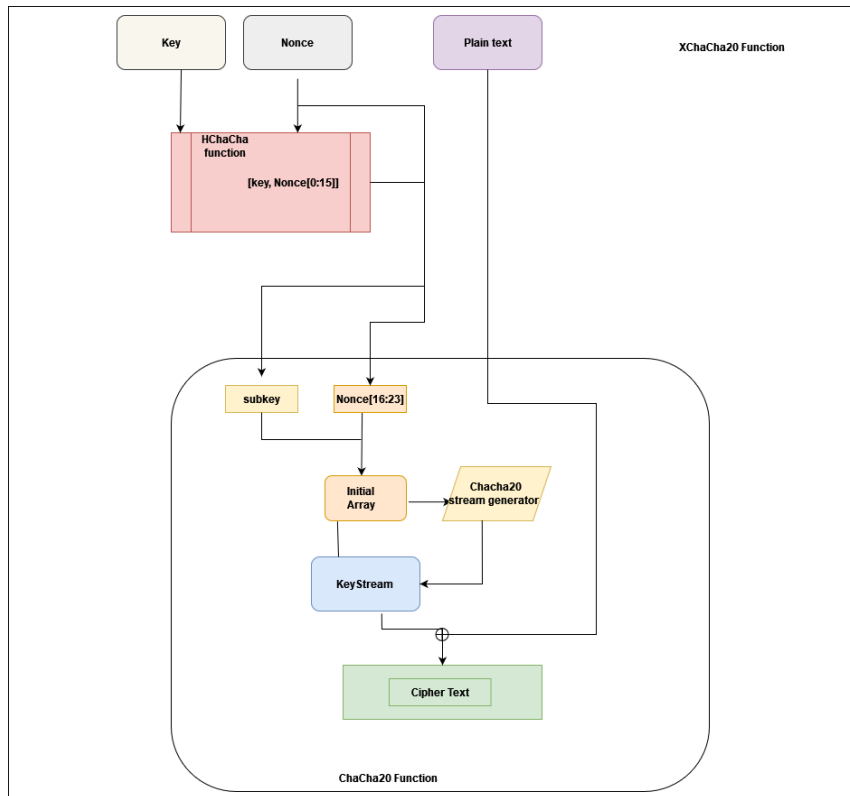 Key
Nonce
Plain text
XChaCha20 Function
HChaCha
function
[key, Nonce[0:15]]
subkey
Nonce[16:23]
Initial
Array
Chacha20
stream generator
KeyStream
Cipher Text
ChaCha20 Function